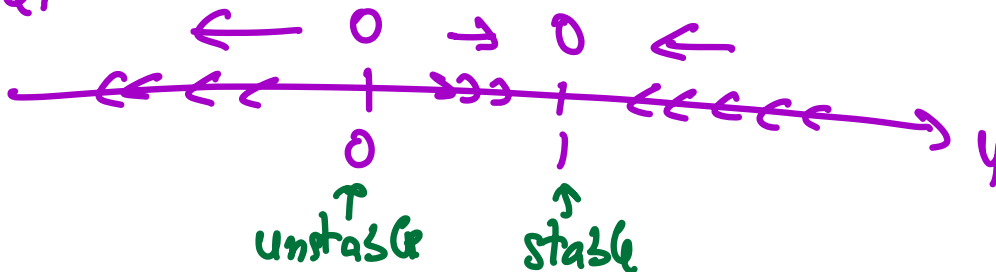 ← 0 → 0 ←
0 1 y
↑ ↑
unstable stable